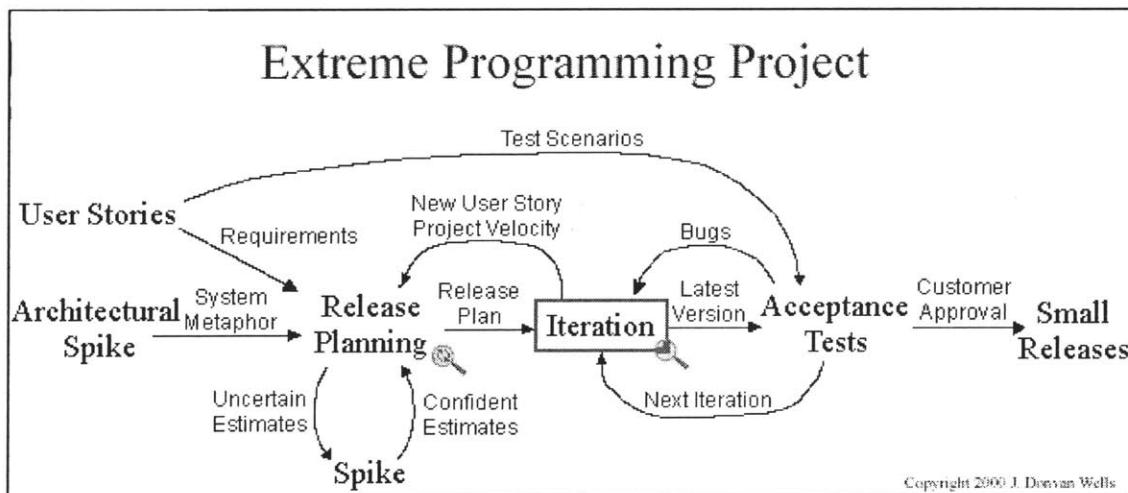 Extreme Programming Project
Test Scenarios
User Stories
New User Story
Project Velocity
Bugs
Requirements
Architectural
Spike
System
Metaphor
Release
Planning
Release
Plan
Iteration
Latest
Version
Acceptance
Tests
Customer
Approval
Small
Releases
Uncertain
Estimates
Confident
Estimates
Next Iteration
Spike
Copyright 2000 J. Donvan Wells